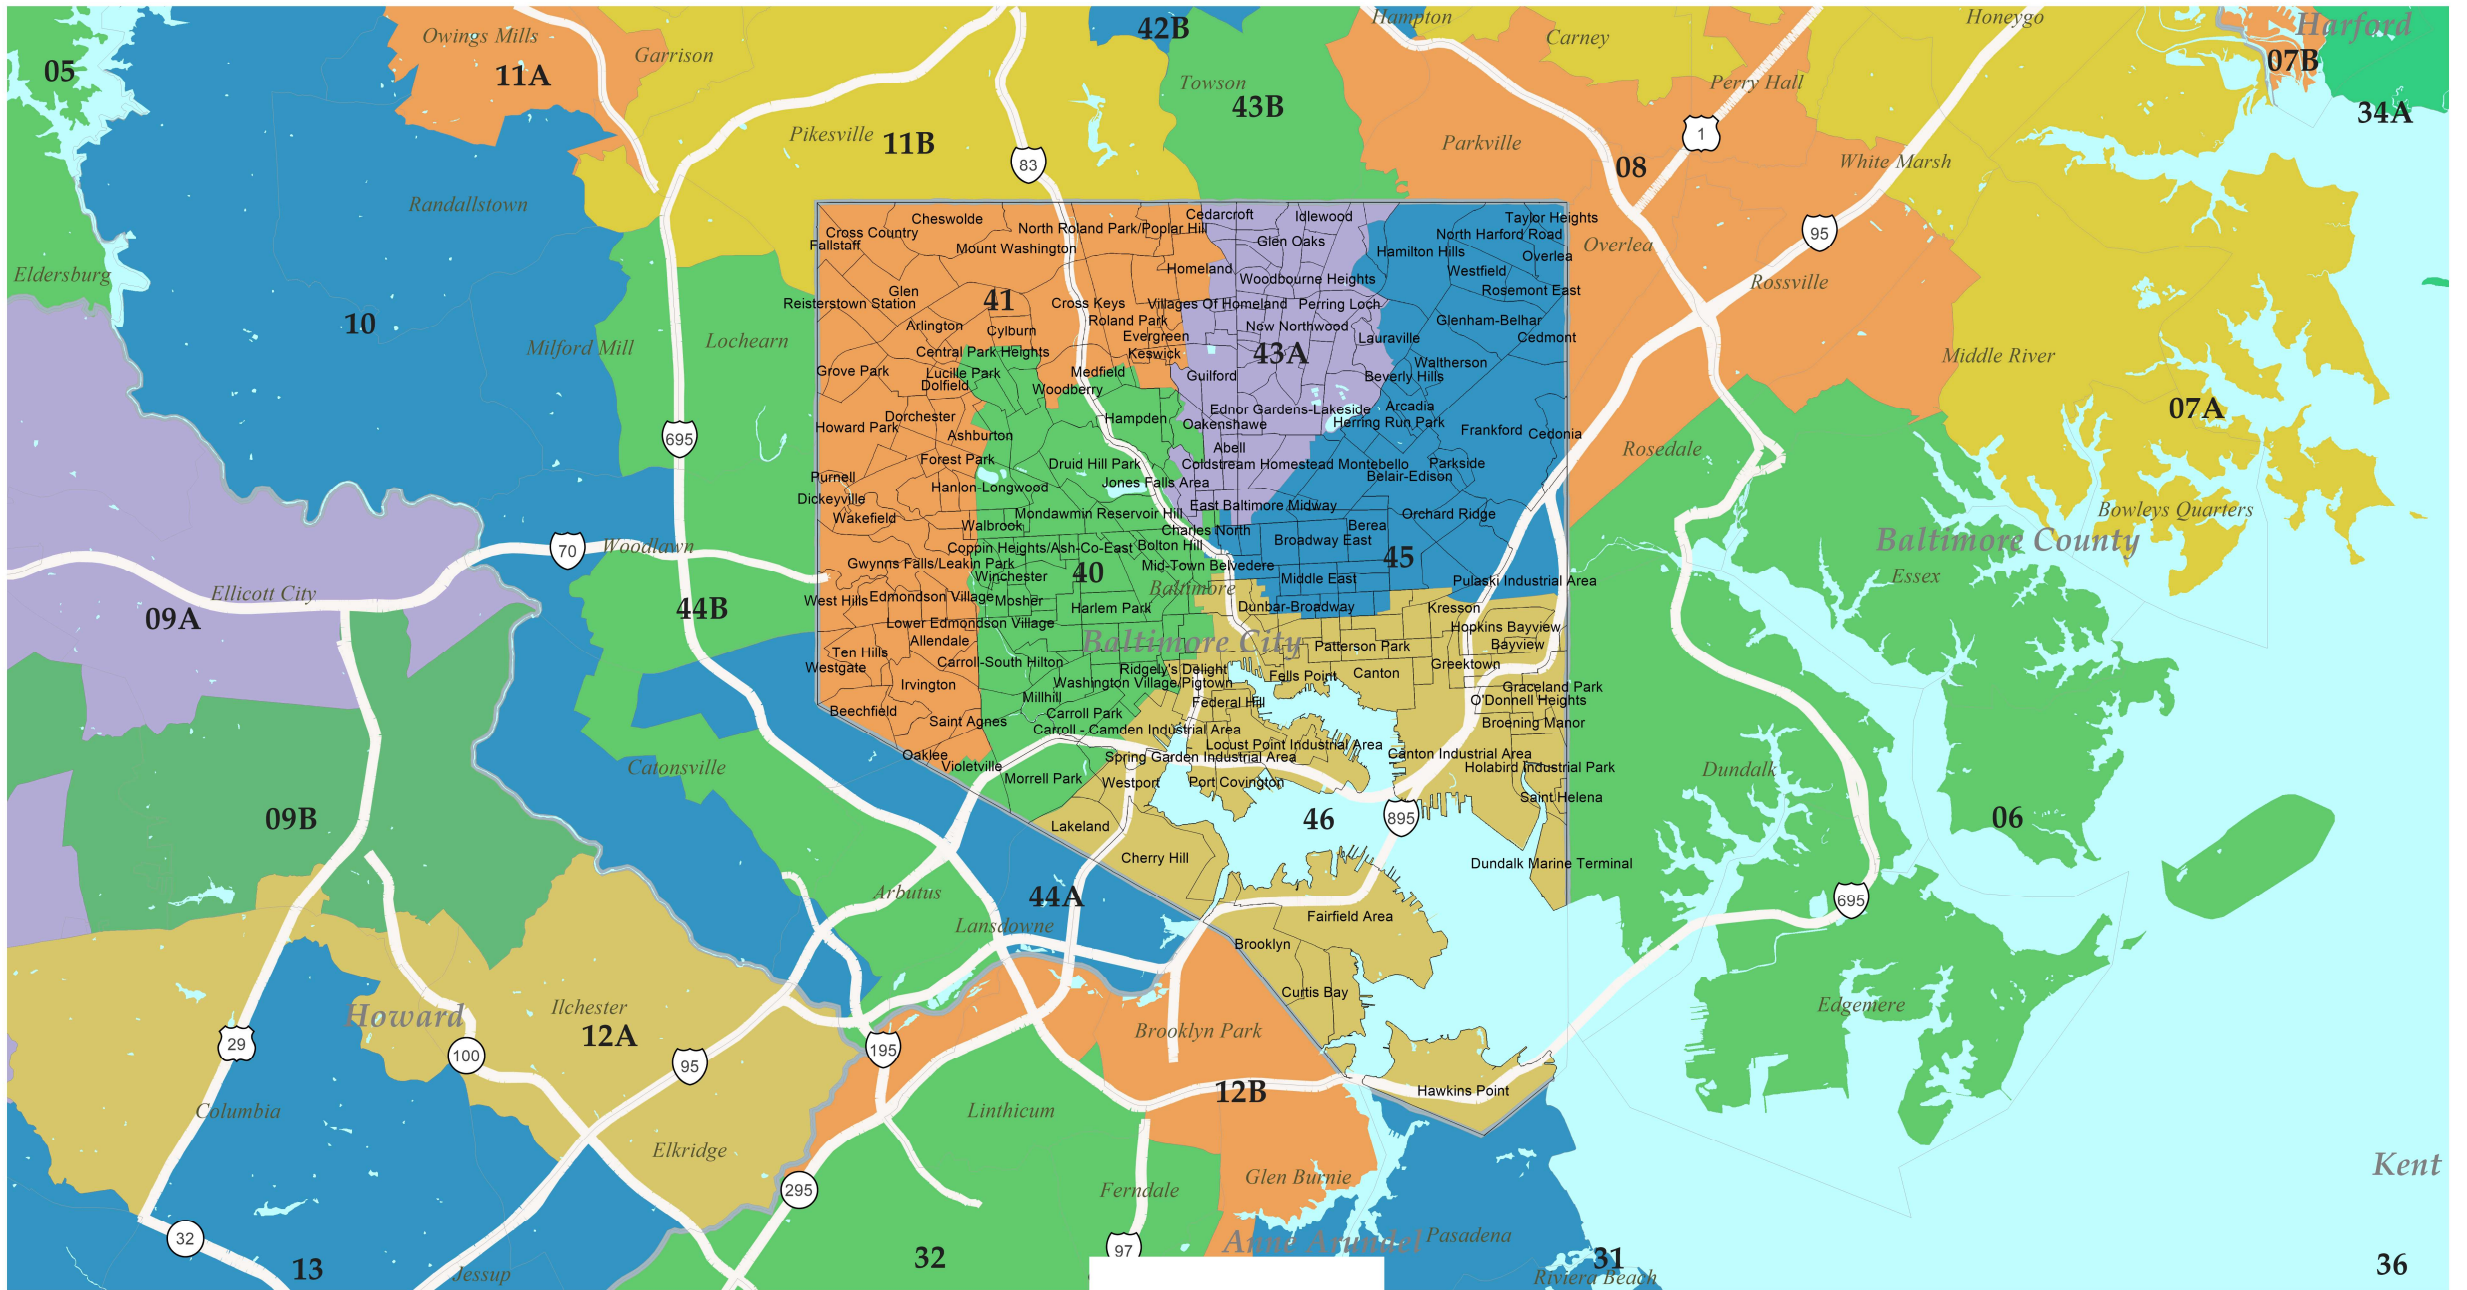 Hampton
Honeygo
Harford
42B
Owings Mills
Carney
Garrison
07B
05
11A
Towson
Perry Hall
43B
34A
Pikesville
11B
1
Parkville
83
08
White Marsh
Randallstown
Cheswolde
Cedarcroft
Idlewood
Taylor Heights
Cross Country
North Roland Park/Poplar Hill
North Harford Road
95
Fallstaff
Mount Washington
Glen Oaks
Hamilton Hills
Overlea
Overlea
Eldersburg
Homeland
Westfield
Woodbourne Heights
Rossville
Glen
Rosemont East
Reisterstown Station
41
Cross Keys
Villages Of Homeland
Perring Loch
10
Arlington
Cylburn
Roland Park
New Northwood
Glenham-Belhar
Milford Mill
Lochearn
Evergreen
Lauraville
Cedmont
Central Park Heights
Keswick
43A
Middle River
Grove Park
Lucille Park
Medfield
Guilford
Waltherson
Dolfield
Woodberry
Beverly Hills
07A
Dorchester
Hampden
Ednor Gardens-Lakeside
Arcadia
Howard Park
Oakenshawe
Herring Run Park
695
Ashburton
Abell
Frankford
Cedonia
Rosedale
Forest Park
Druid Hill Park
Coldstream Homestead Montebello
Parkside
Purnell
Hanlon-Longwood
Jones Falls Area
Belair-Edison
Dickeyville
East Baltimore Midway
Bowleys Quarters
Wakefield
Walbrook
Mondawmin
Reservoir Hill
Orchard Ridge
Charles North
Berea
Baltimore County
70
Woodlawn
Coppin Heights/Ash-Co-East
Bolton Hill
Broadway East
45
Gwynns Falls/Leakin Park
Mid-Town Belvedere
Winchester
40
Middle East
Pulaski Industrial Area
Essex
Ellicott City
Baltimore
09A
44B
West Hills
Edmondson Village
Mosher
Harlem Park
Dunbar-Broadway
Kresson
Lower Edmondson Village
Hopkins Bayview
Allendale
Baltimore City
Patterson Park
Bayview
Ten Hills
Westgate
Carroll-South Hilton
Ridgely's Delight
Greektown
Irvington
Washington Village/Pigtown
Fells Point
Canton
Graceland Park
Millhill
Federal Hill
O'Donnell Heights
Beechfield
Saint Agnes
Carroll Park
Broening Manor
Carroll - Camden Industrial Area
Locust Point Industrial Area
Oaklee
Violetville
Spring Garden Industrial Area
Canton Industrial Area
Catonsville
Morrell Park
Westport
Port Covington
Holabird Industrial Park
Dundalk
Saint Helena
09B
Lakeland
46
895
06
Cherry Hill
Dundalk Marine Terminal
Arbutus
44A
695
Lansdowne
Fairfield Area
Brooklyn
Curtis Bay
Ilchester
Edgemere
Howard
12A
Brooklyn Park
29
100
95
195
12B
Hawkins Point
Columbia
Linthicum
Elkridge
Kent
295
Ferndale
Glen Burnie
32
97
Anne Arundel
Pasadena
13
32
31
36
Jessup
Riviera Beach